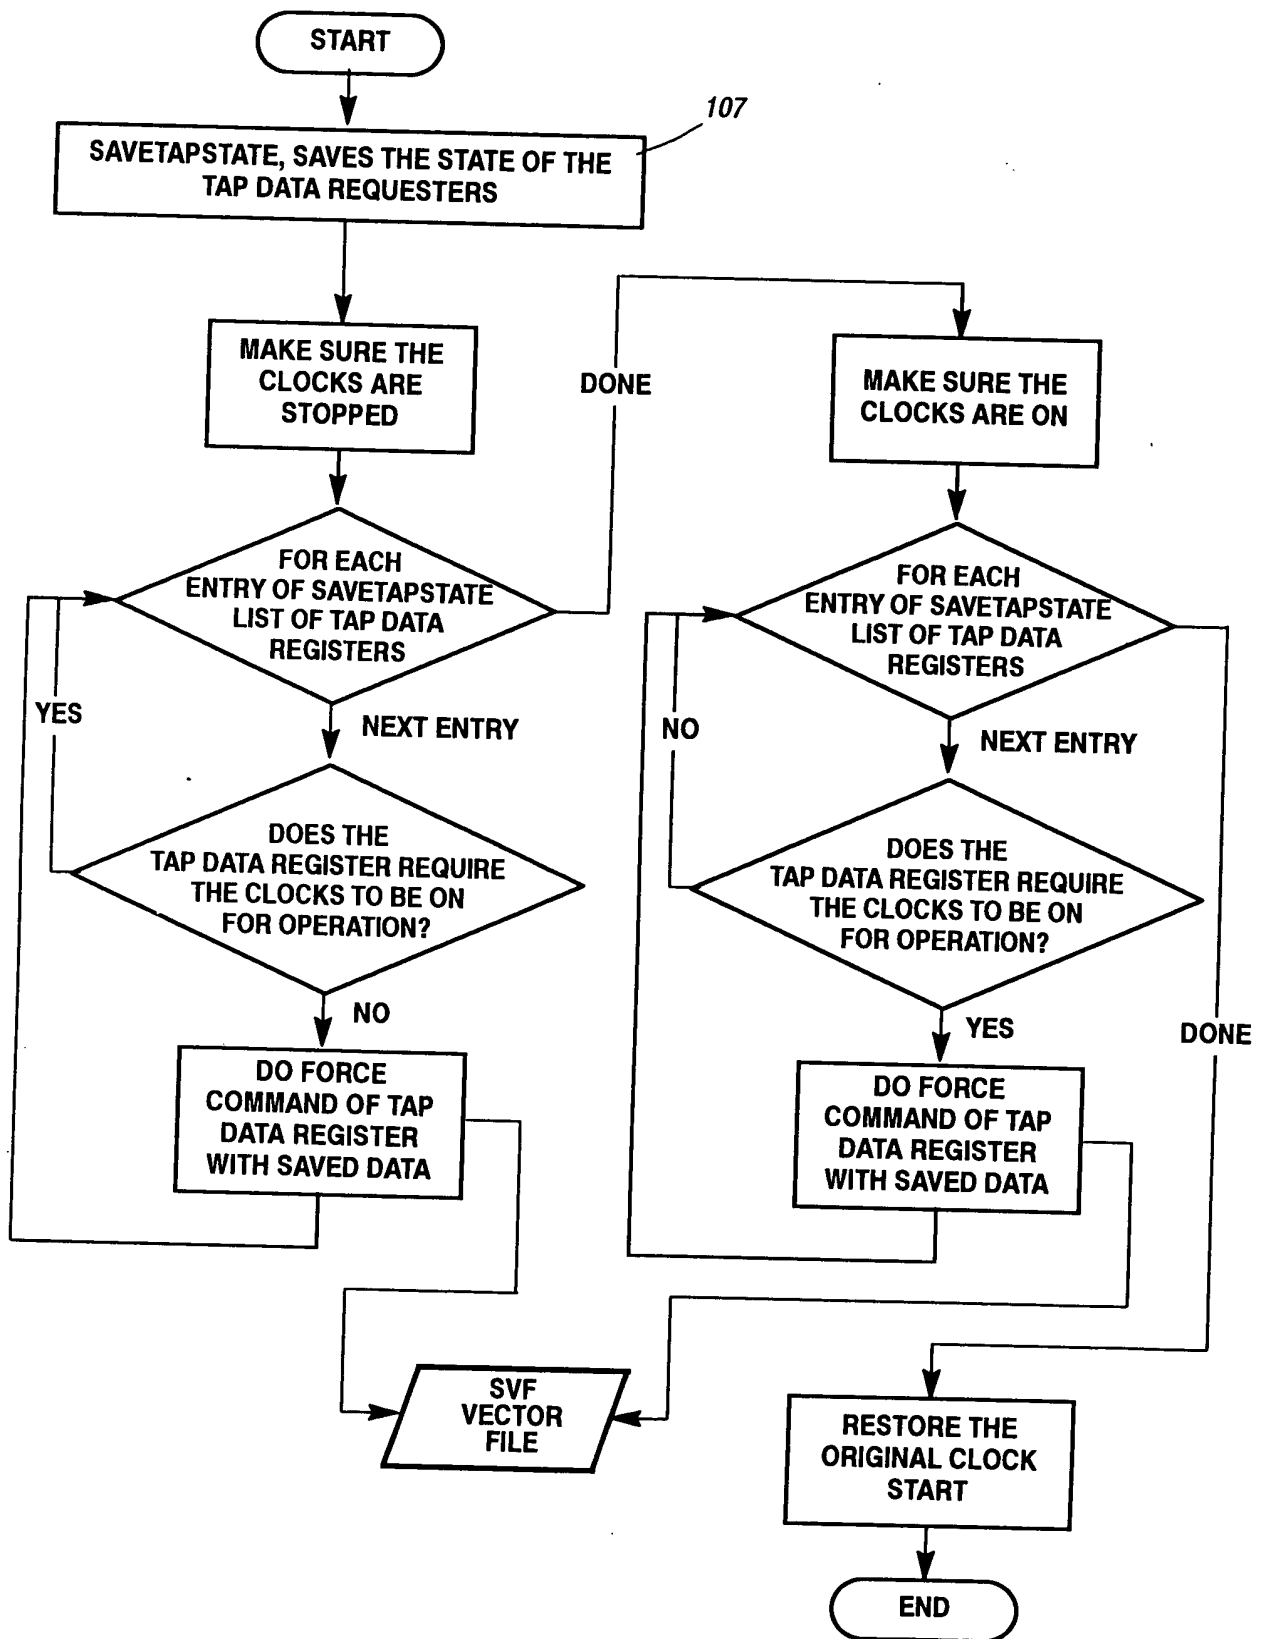 START
107
SAVETAPSTATE, SAVES THE STATE OF THE
TAP DATA REQUESTERS
MAKE SURE THE
CLOCKS ARE
STOPPED
DONE
FOR EACH
ENTRY OF SAVETAPSTATE
LIST OF TAP DATA
REGISTERS
YES
NEXT ENTRY
DOES THE
TAP DATA REGISTER REQUIRE
THE CLOCKS TO BE ON
FOR OPERATION?
NO
DO FORCE
COMMAND OF TAP
DATA REGISTER
WITH SAVED DATA
MAKE SURE THE
CLOCKS ARE ON
FOR EACH
ENTRY OF SAVETAPSTATE
LIST OF TAP DATA
REGISTERS
NO
NEXT ENTRY
DOES THE
TAP DATA REGISTER REQUIRE
THE CLOCKS TO BE ON
FOR OPERATION?
YES
DONE
DO FORCE
COMMAND OF TAP
DATA REGISTER
WITH SAVED DATA
SVF
VECTOR
FILE
RESTORE THE
ORIGINAL CLOCK
START
END